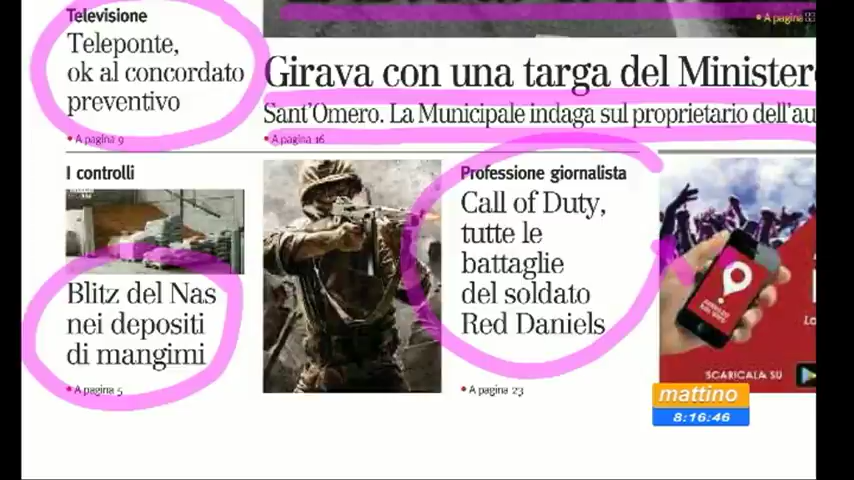 A pagina
Televisione
Teleponte,
ok al concordato
preventivo
A pagina 9
Girava con una targa del Ministero
Sant'Omero. La Municipale indaga sul proprietario dell'au
A pagina 16
I controlli
Blitz del Nas
nei depositi
di mangimi
A pagina 5
Professione giornalista
Call of Duty,
tutte le
battaglie
del soldato
Red Daniels
A pagina 23
SCARICALA SU
mattino
8:16:46